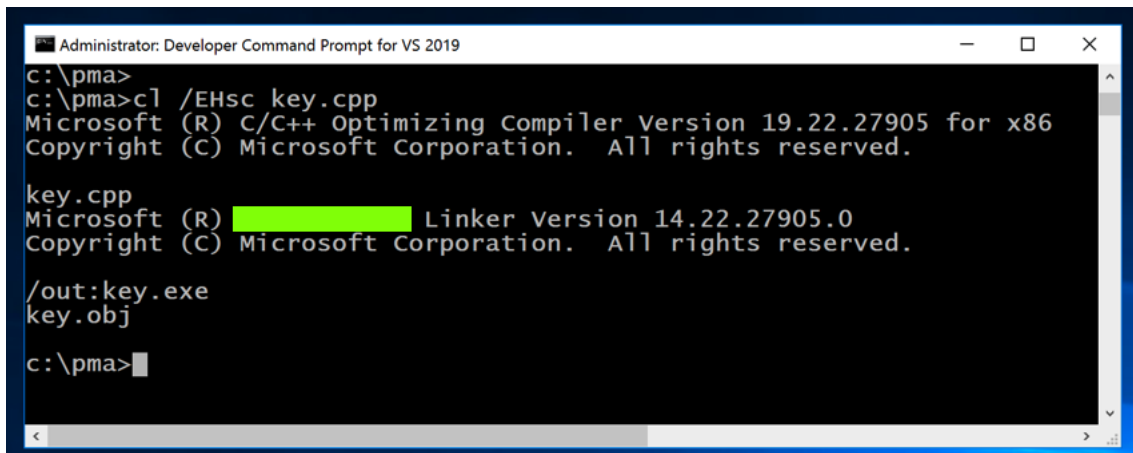 Administrator: Developer Command Prompt for VS 2019
c:\pma>
c:\pma>cl /EHsc key.cpp
Microsoft (R) C/C++ Optimizing Compiler Version 19.22.27905 for x86
Copyright (C) Microsoft Corporation.  All rights reserved.
key.cpp
Microsoft (R) Linker Version 14.22.27905.0
Copyright (C) Microsoft Corporation.  All rights reserved.
/out:key.exe
key.obj
c:\pma>